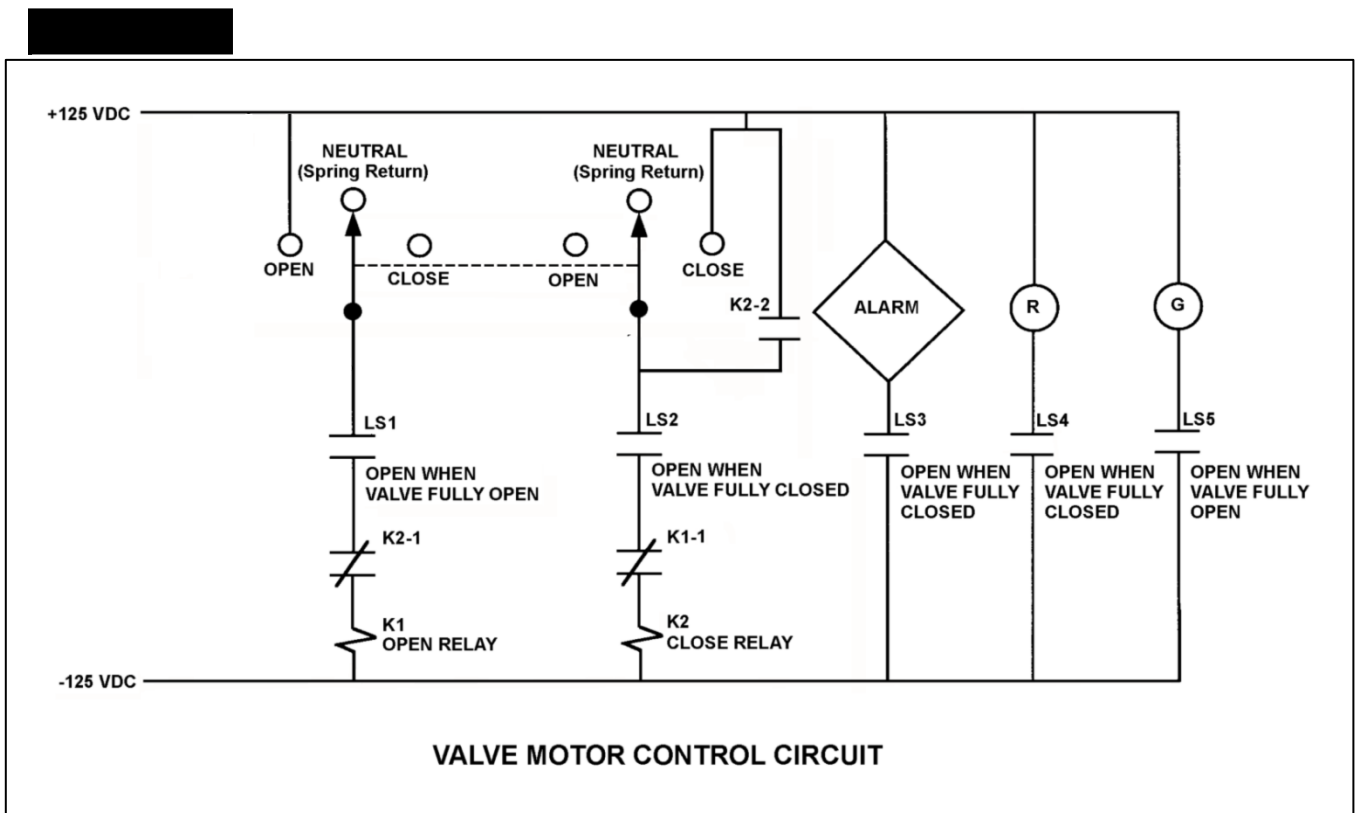 +125 VDC
NEUTRAL
(Spring Return)
NEUTRAL
(Spring Return)
OPEN
CLOSE
OPEN
CLOSE
K2-2
ALARM
R
G
LS1
OPEN WHEN
VALVE FULLY OPEN
LS2
OPEN WHEN
VALVE FULLY CLOSED
LS3
OPEN WHEN
VALVE FULLY
CLOSED
LS4
OPEN WHEN
VALVE FULLY
CLOSED
LS5
OPEN WHEN
VALVE FULLY
OPEN
K2-1
K1-1
K1
OPEN RELAY
K2
CLOSE RELAY
-125 VDC
VALVE MOTOR CONTROL CIRCUIT